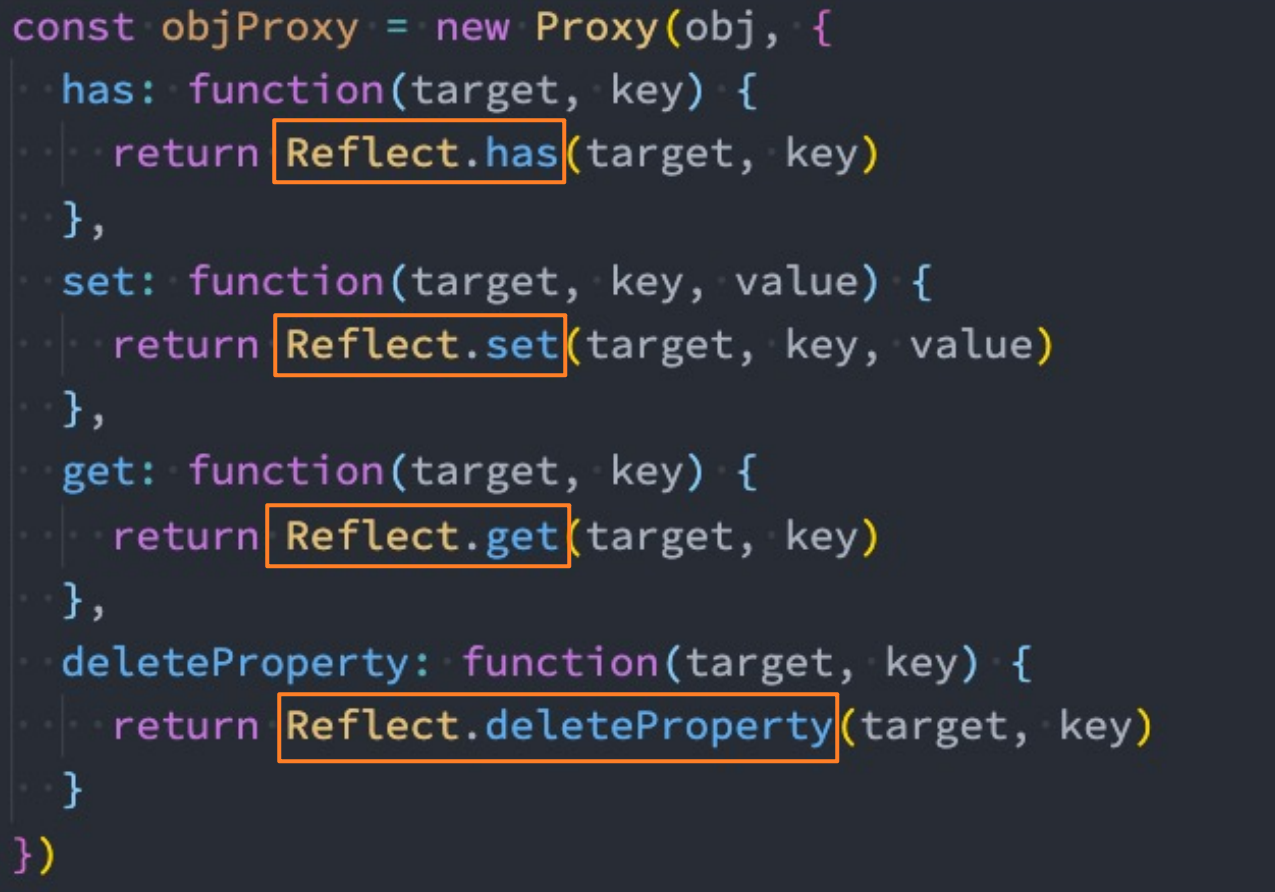 const objProxy = new Proxy(obj, {
  has: function(target, key) {
    return Reflect.has(target, key)
  },
  set: function(target, key, value) {
    return Reflect.set(target, key, value)
  },
  get: function(target, key) {
    return Reflect.get(target, key)
  },
  deleteProperty: function(target, key) {
    return Reflect.deleteProperty(target, key)
  }
})